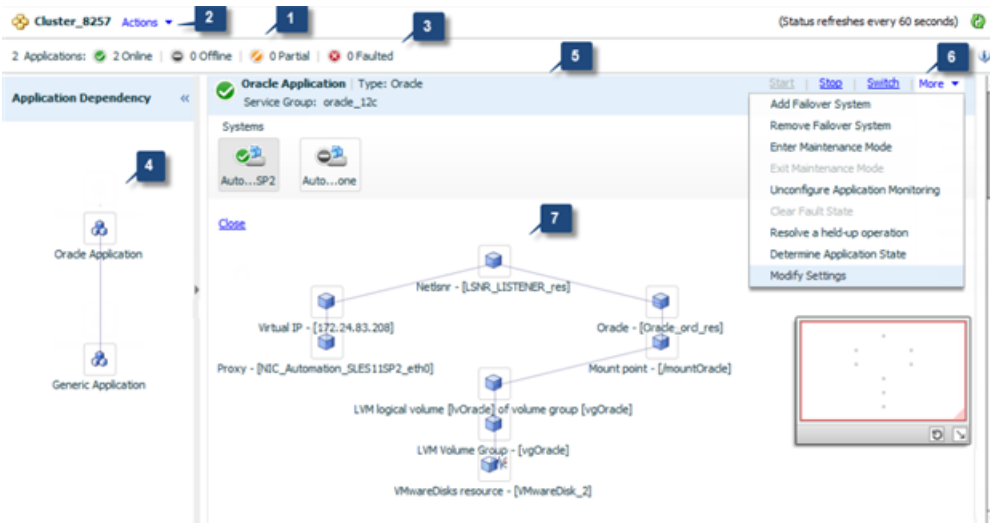 Cluster_8257 Actions 2 1 3 (Status refreshes every 60 seconds)
2 Applications: 2 Online | 0 Offline | 0 Partial | 0 Faulted
5 6
Application Dependency «
Oracle Application | Type: Oracle Start | Stop | Switch | More
Service Group: oracle_12c
Systems
Auto...SP2 Auto...one
Add Failover System
Remove Failover System
Enter Maintenance Mode
Exit Maintenance Mode
Unconfigure Application Monitoring
Clear Fault State
Resolve a held-up operation
Determine Application State
Modify Settings
4
Oracle Application
Generic Application
Close 7
Netlsnr - [LSNR_LISTENER_res]
Virtual IP - [172.24.83.208] Oracle - [Oracle_orcl_res]
Proxy - [NIC_Automation_SLES11SP2_eth0] Mount point - [/mountOracle]
LVM logical volume [lvOracle] of volume group [vgOracle]
LVM Volume Group - [vgOracle]
VMwareDisks resource - [VMwareDisk_2]